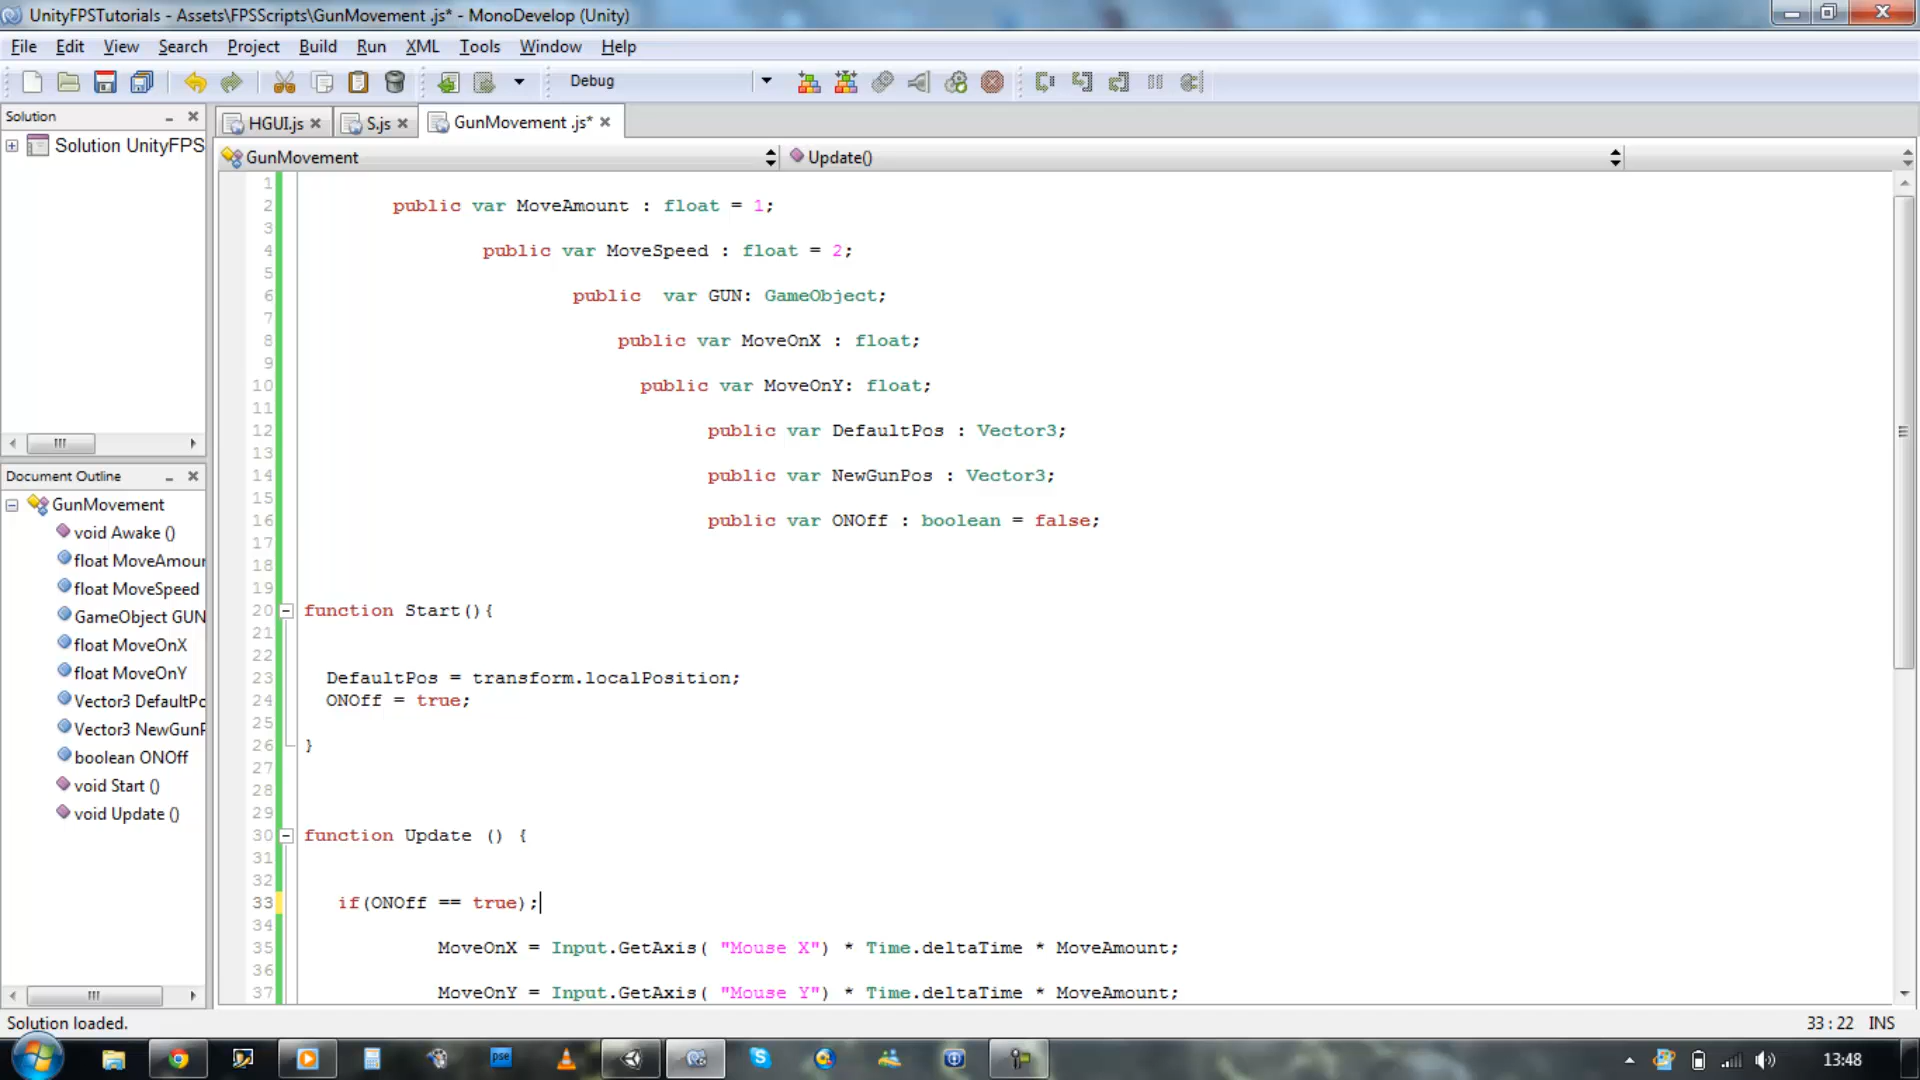 UnityFPSTutorials - Assets\FPSScripts\GunMovement .js* - MonoDevelop (Unity)
File Edit View Search Project Build Run XML Tools Window Help
Debug
Solution
Solution UnityFPS
HGUI.js
S.js
GunMovement .js*
GunMovement
Update()
1
2 public var MoveAmount : float = 1;
3
4 public var MoveSpeed : float = 2;
5
6 public  var GUN: GameObject;
7
8 public var MoveOnX : float;
9
10 public var MoveOnY: float;
11
12 public var DefaultPos : Vector3;
13
14 public var NewGunPos : Vector3;
15
16 public var ONOff : boolean = false;
17
18
19
20 function Start(){
21
22
23 DefaultPos = transform.localPosition;
24 ONOff = true;
25
26 }
27
28
29
30 function Update () {
31
32
33 if(ONOff == true);
34
35 MoveOnX = Input.GetAxis( "Mouse X") * Time.deltaTime * MoveAmount;
36
37 MoveOnY = Input.GetAxis( "Mouse Y") * Time.deltaTime * MoveAmount;
Document Outline
GunMovement
void Awake ()
float MoveAmour
float MoveSpeed
GameObject GUN
float MoveOnX
float MoveOnY
Vector3 DefaultPo
Vector3 NewGunP
boolean ONOff
void Start ()
void Update ()
Solution loaded.
33 : 22 INS
pse
13:48